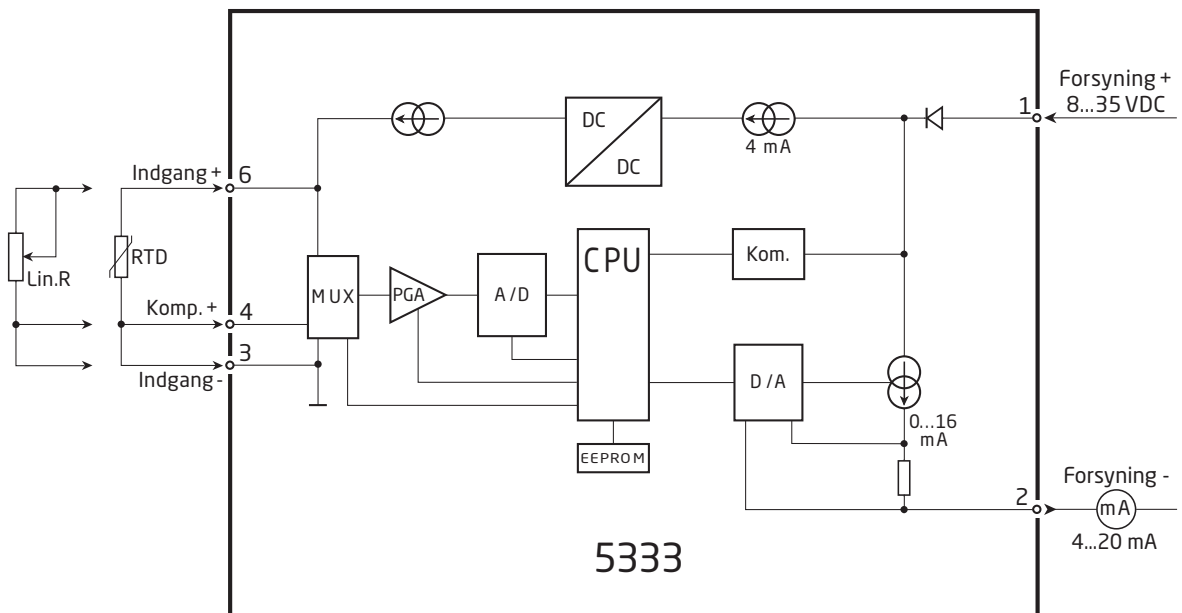 Forsyning +
8...35 VDC
1
DC
DC
4 mA
Indgang +
6
CPU
Kom.
RTD
Lin.R
MUX
PGA
A/D
Komp. +
4
3
Indgang -
D/A
0...16
mA
EEPROM
Forsyning -
2
mA
4...20 mA
5333